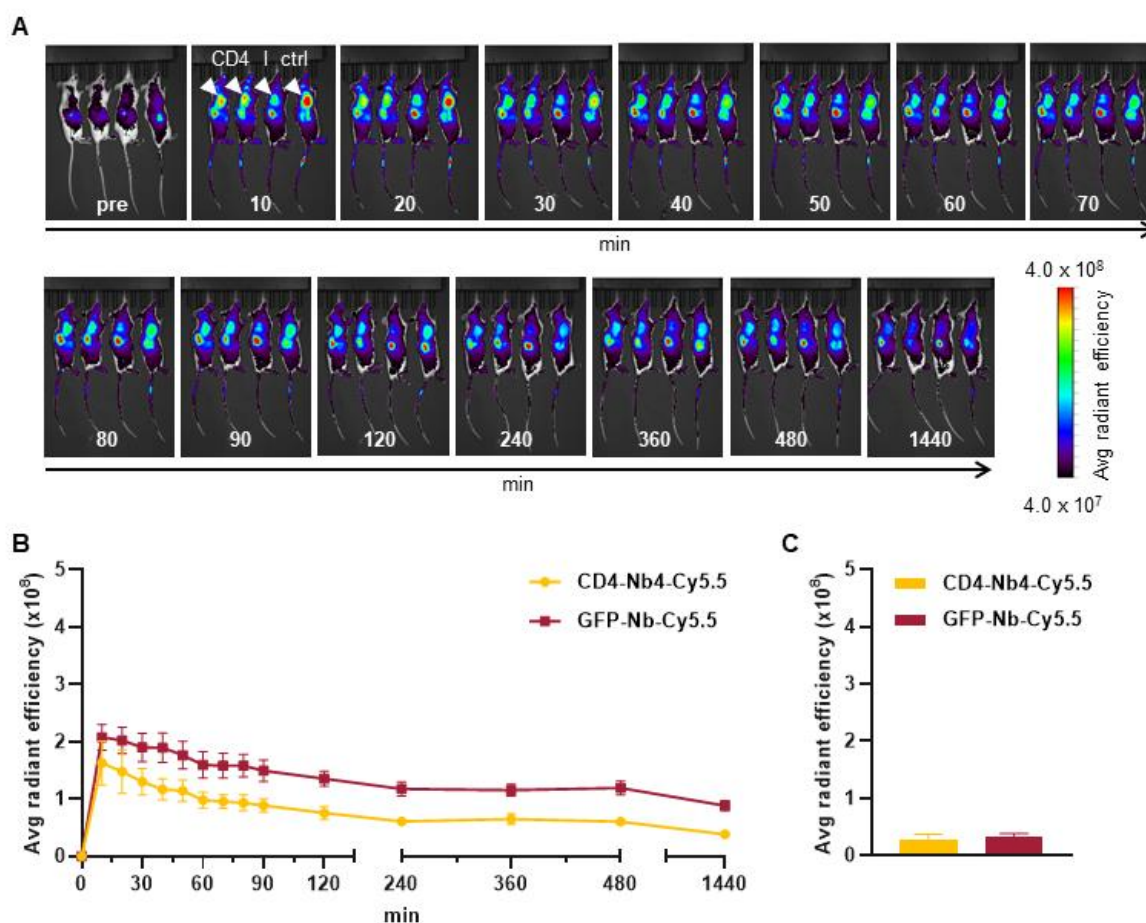 A
CD4 I ctrl
pre 10 20 30 40 50 60 70
min
80 90 120 240 360 480 1440
min
4.0 x 10⁸
Avg radiant efficiency
4.0 x 10⁷
B
Avg radiant efficiency (x10⁸)
5
4
3
2
1
0
CD4-Nb4-Cy5.5
GFP-Nb-Cy5.5
0 30 60 90 120 240 360 480 1440
min
C
Avg radiant efficiency (x10⁸)
5
4
3
2
1
0
CD4-Nb4-Cy5.5
GFP-Nb-Cy5.5